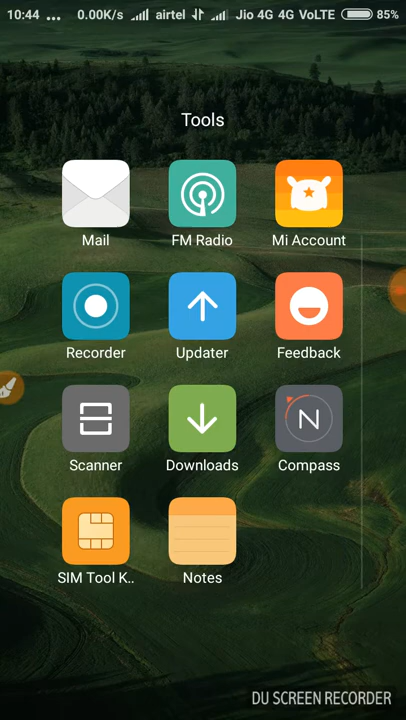 10:44 ... 0.00K/s airtel Jio 4G 4G VoLTE 85%
Tools
Mail FM Radio Mi Account
Recorder Updater Feedback
Scanner Downloads N Compass
SIM Tool K.. Notes
DU SCREEN RECORDER